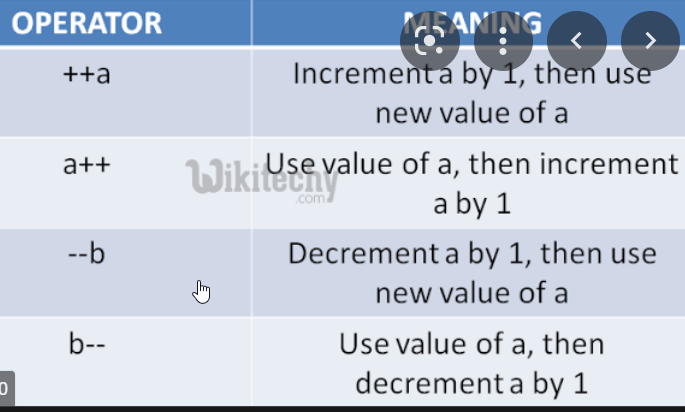 OPERATOR MEANING
++a Increment a by 1, then use
new value of a
a++ Use value of a, then increment
a by 1
Wikitechy
.com
--b Decrement a by 1, then use
new value of a
b-- Use value of a, then
decrement a by 1
0